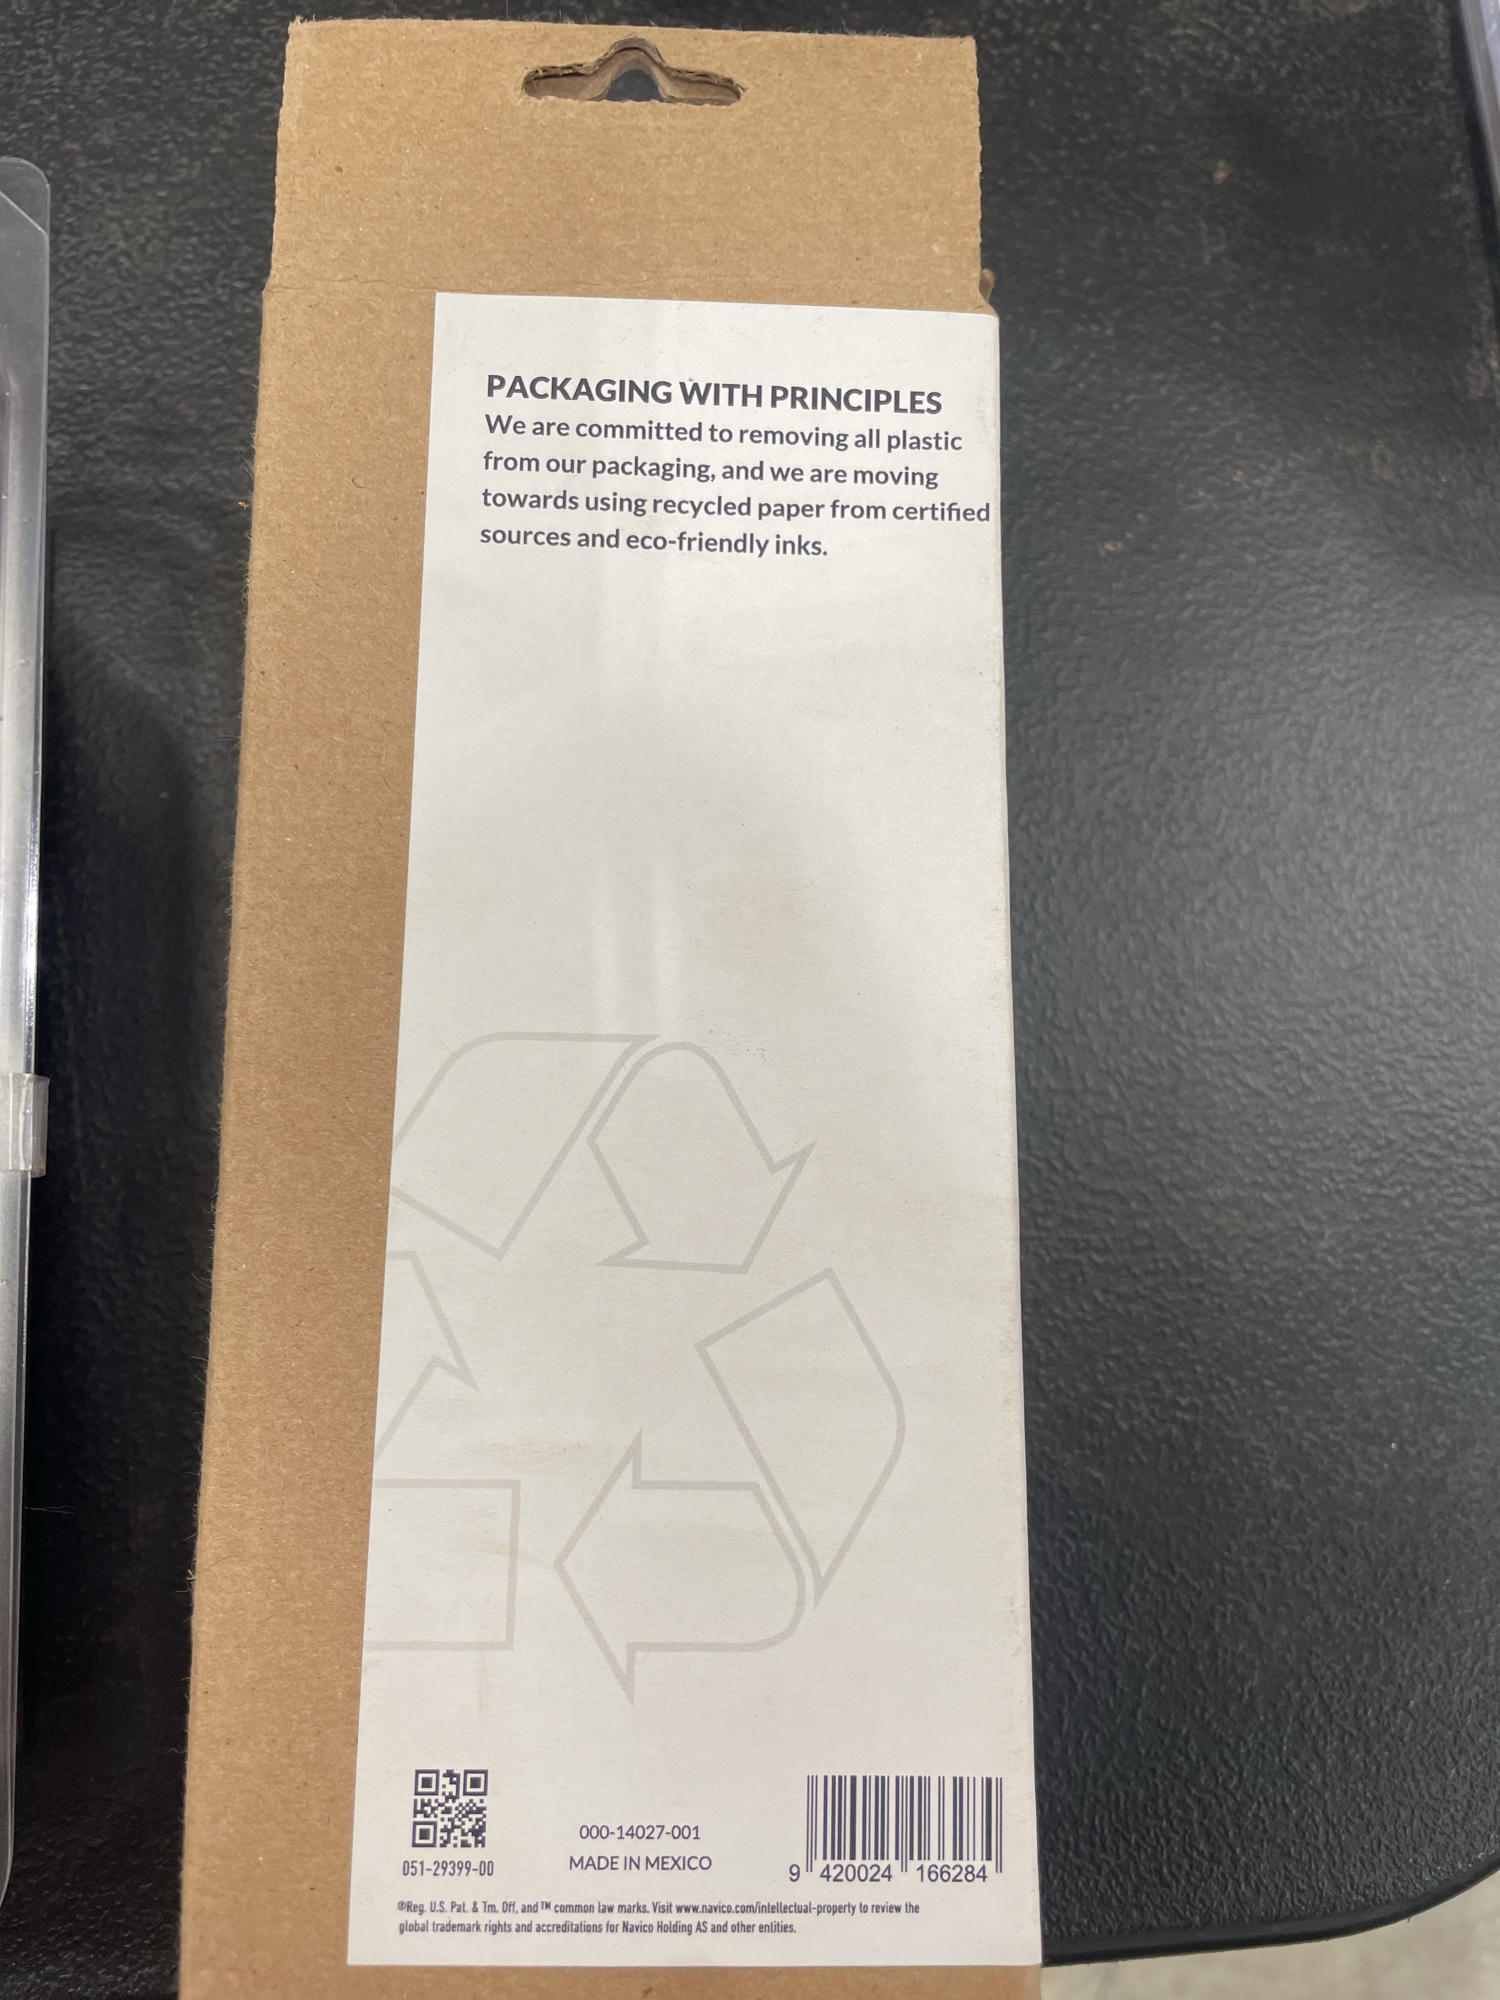 PACKAGING WITH PRINCIPLES
We are committed to removing all plastic
from our packaging, and we are moving
towards using recycled paper from certified
sources and eco-friendly inks.
051-29399-00
000-14027-001
MADE IN MEXICO
9 420024 166284
®Reg. U.S. Pat. & Tm. Off, and ™ common law marks. Visit www.navico.com/intellectual-property to review the
global trademark rights and accreditations for Navico Holding AS and other entities.